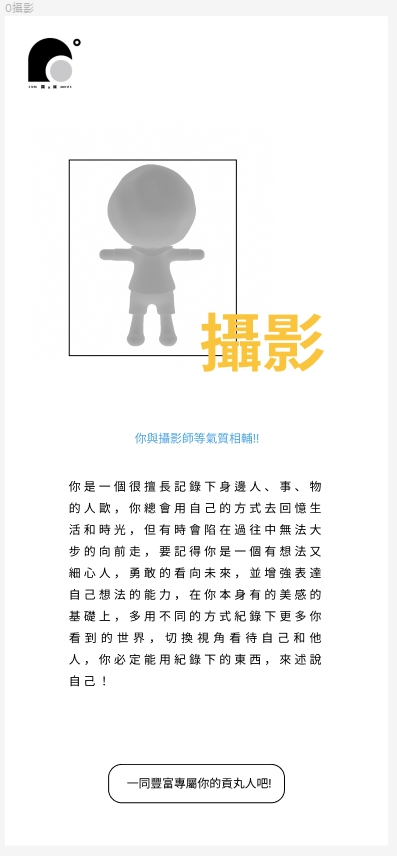 0攝影
攝影
你與攝影師等氣質相輔!!
你是一個很擅長記錄下身邊人、事、物
的人歐，你總會用自己的方式去回憶生
活和時光，但有時會陷在過往中無法大
步的向前走，要記得你是一個有想法又
細心人，勇敢的看向未來，並增強表達
自己想法的能力，在你本身有的美感的
基礎上，多用不同的方式紀錄下更多你
看到的世界，切換視角看待自己和他
人，你必定能用紀錄下的東西，來述說
自己！
一同豐富專屬你的貢丸人吧!